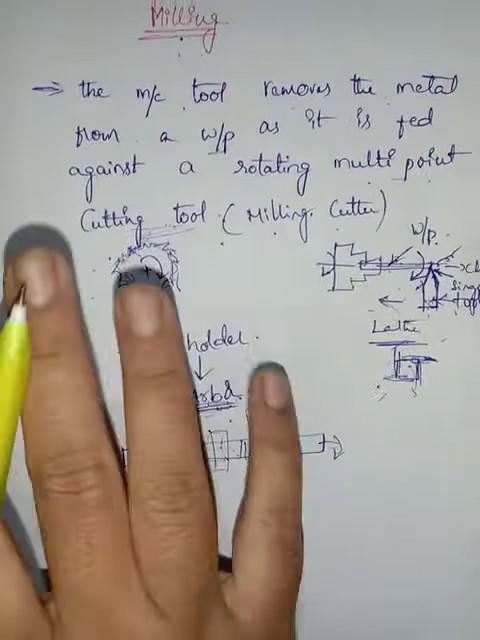 Milling
→ the m/c tool removes the metal
from a w/p as it is fed
against a rotating multi point
Cutting tool (Milling Cutter)
w/p.
holder.
Lathe